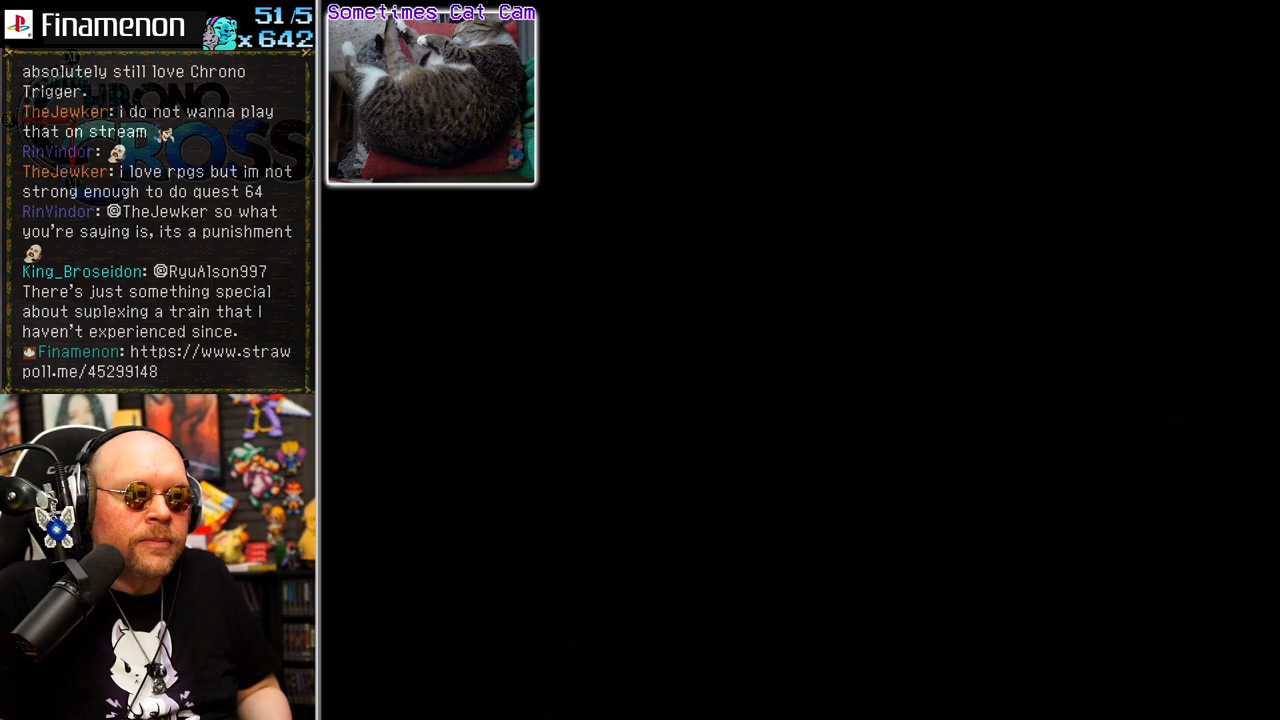 Finamenon
51/5
x642
Sometimes Cat Cam
CHRONO
CROSS
absolutely still love Chrono
Trigger.
TheJewker: i do not wanna play
that on stream
RinVindor:
TheJewker: i love rpgs but im not
strong enough to do quest 64
RinVindor: @TheJewker so what
you're saying is, its a punishment
King_Broseidon: @RyuAlson997
There's just something special
about suplexing a train that I
haven't experienced since.
Finamenon: https://www.straw
poll.me/45299148